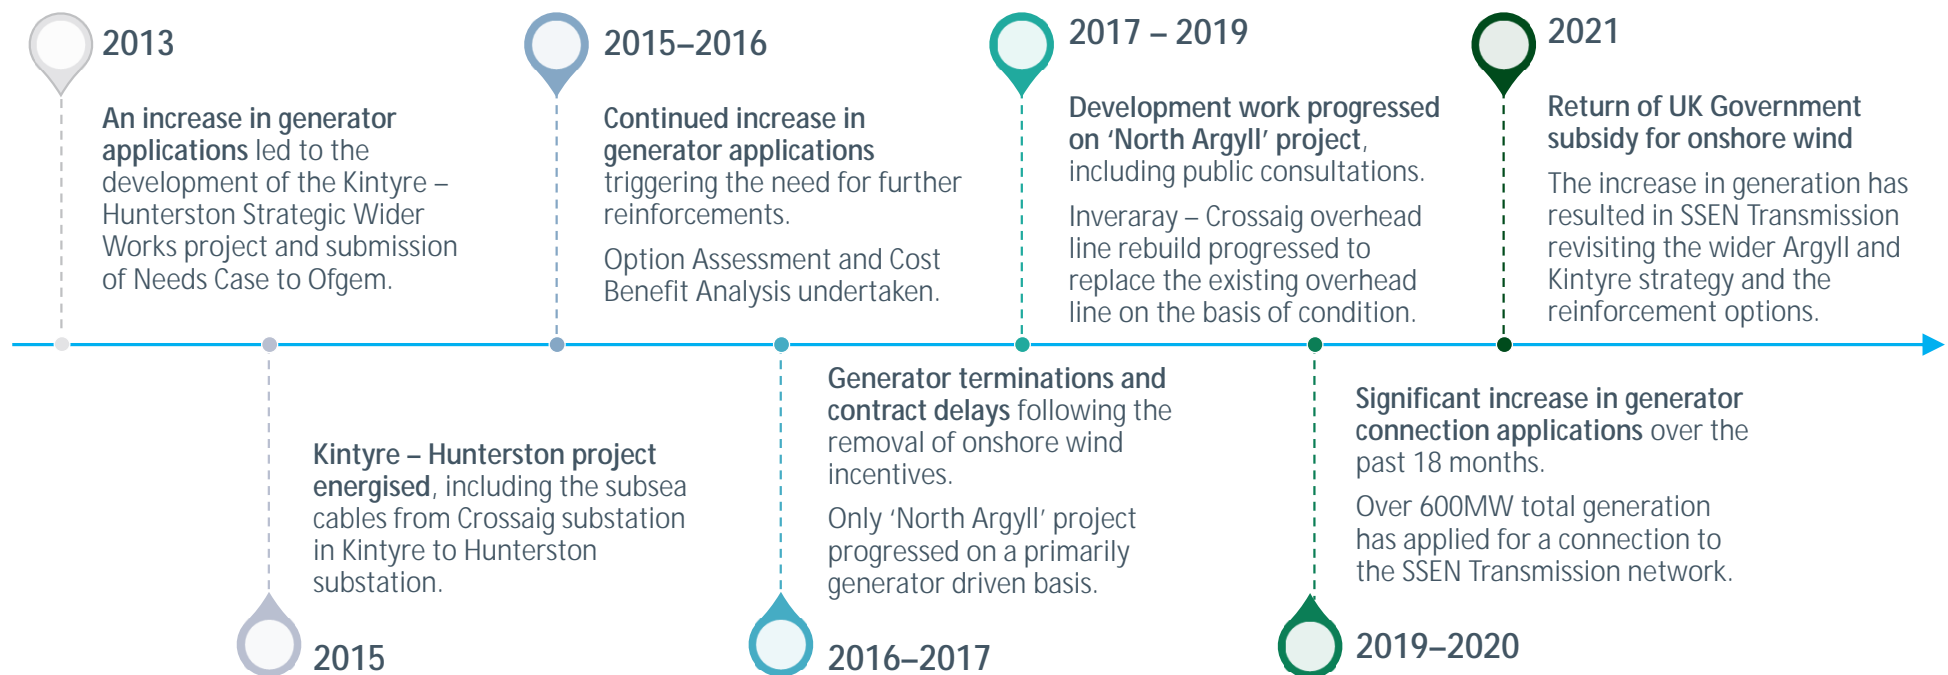 2013
An increase in generator
applications led to the
development of the Kintyre –
Hunterston Strategic Wider
Works project and submission
of Needs Case to Ofgem.
2015
Kintyre – Hunterston project
energised, including the subsea
cables from Crossaig substation
in Kintyre to Hunterston
substation.
2015–2016
Continued increase in
generator applications
triggering the need for further
reinforcements.
Option Assessment and Cost
Benefit Analysis undertaken.
2016–2017
Generator terminations and
contract delays following the
removal of onshore wind
incentives.
Only ‘North Argyll’ project
progressed on a primarily
generator driven basis.
2017 – 2019
Development work progressed
on ‘North Argyll’ project,
including public consultations.
Inveraray – Crossaig overhead
line rebuild progressed to
replace the existing overhead
line on the basis of condition.
2019–2020
Significant increase in generator
connection applications over the
past 18 months.
Over 600MW total generation
has applied for a connection to
the SSEN Transmission network.
2021
Return of UK Government
subsidy for onshore wind
The increase in generation has
resulted in SSEN Transmission
revisiting the wider Argyll and
Kintyre strategy and the
reinforcement options.